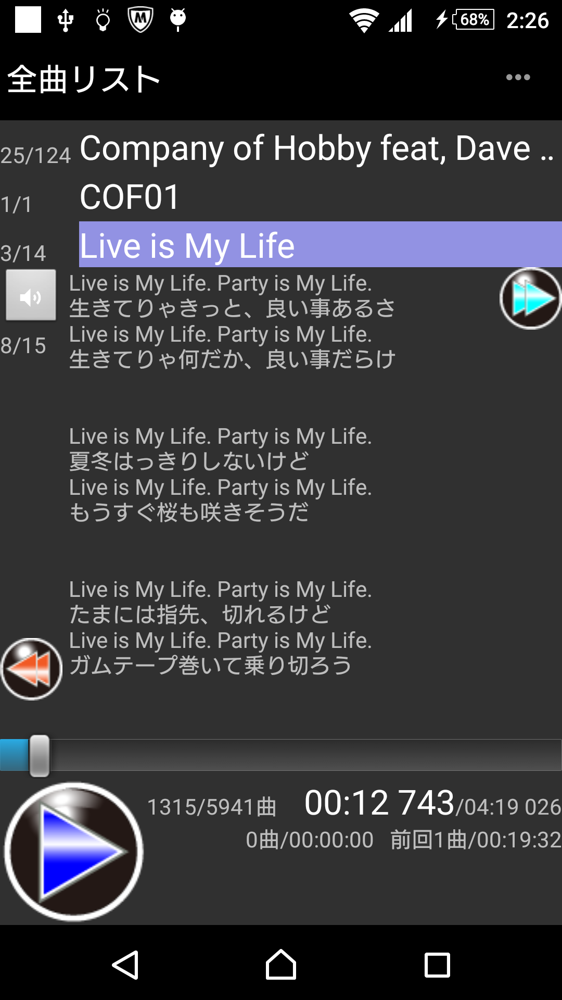 68% 2:26
全曲リスト
25/124 Company of Hobby feat, Dave ..
1/1 COF01
3/14 Live is My Life
Live is My Life. Party is My Life.
生きてりゃきっと、良い事あるさ
Live is My Life. Party is My Life.
8/15
生きてりゃ何だか、良い事だらけ
Live is My Life. Party is My Life.
夏冬はっきりしないけど
Live is My Life. Party is My Life.
もうすぐ桜も咲きそうだ
Live is My Life. Party is My Life.
たまには指先、切れるけど
Live is My Life. Party is My Life.
ガムテープ巻いて乗り切ろう
1315/5941曲 00:12 743/04:19 026
0曲/00:00:00 前回1曲/00:19:32